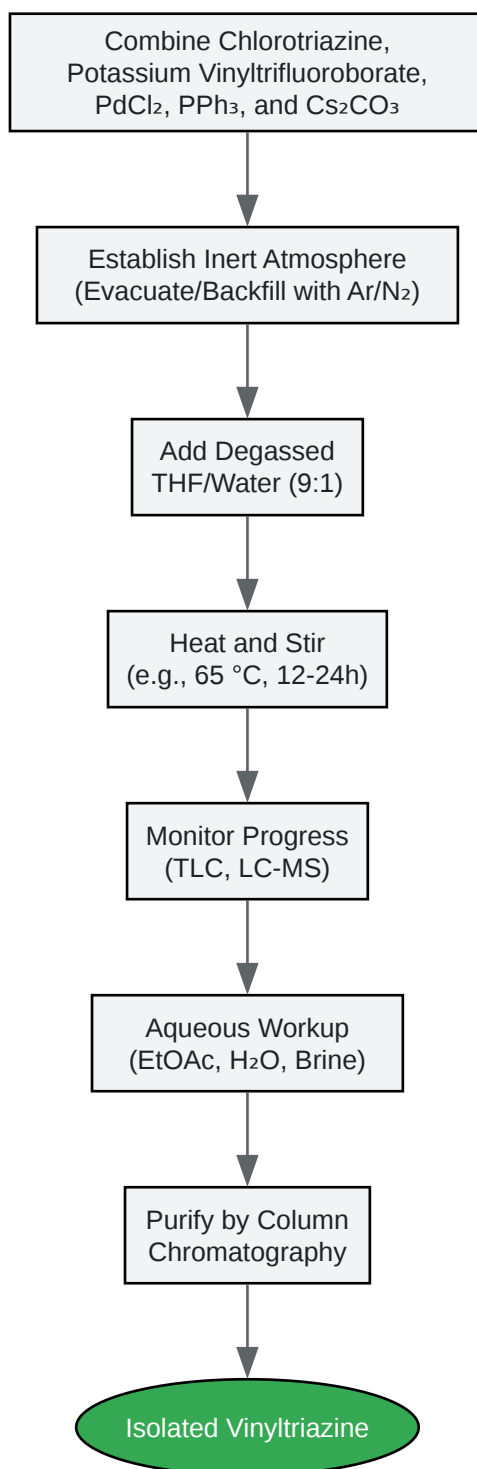 Combine Chlorotriazine,
Potassium Vinyltrifluoroborate,
PdCl₂, PPh₃, and Cs₂CO₃
Establish Inert Atmosphere
(Evacuate/Backfill with Ar/N₂)
Add Degassed
THF/Water (9:1)
Heat and Stir
(e.g., 65 °C, 12-24h)
Monitor Progress
(TLC, LC-MS)
Aqueous Workup
(EtOAc, H₂O, Brine)
Purify by Column
Chromatography
Isolated Vinyltriazine